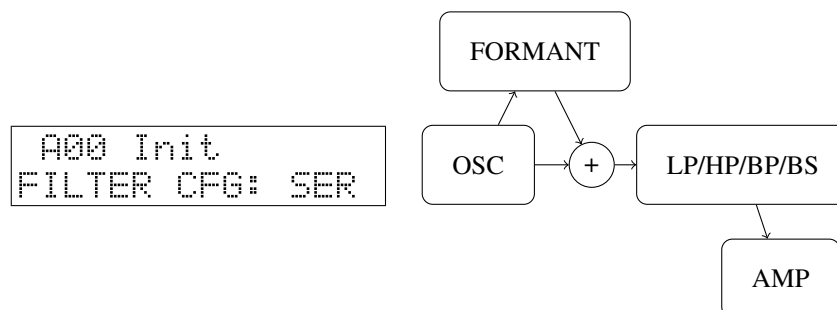 A00 Init
FILTER CFG: SER
FORMANT
OSC
+
LP/HP/BP/BS
AMP